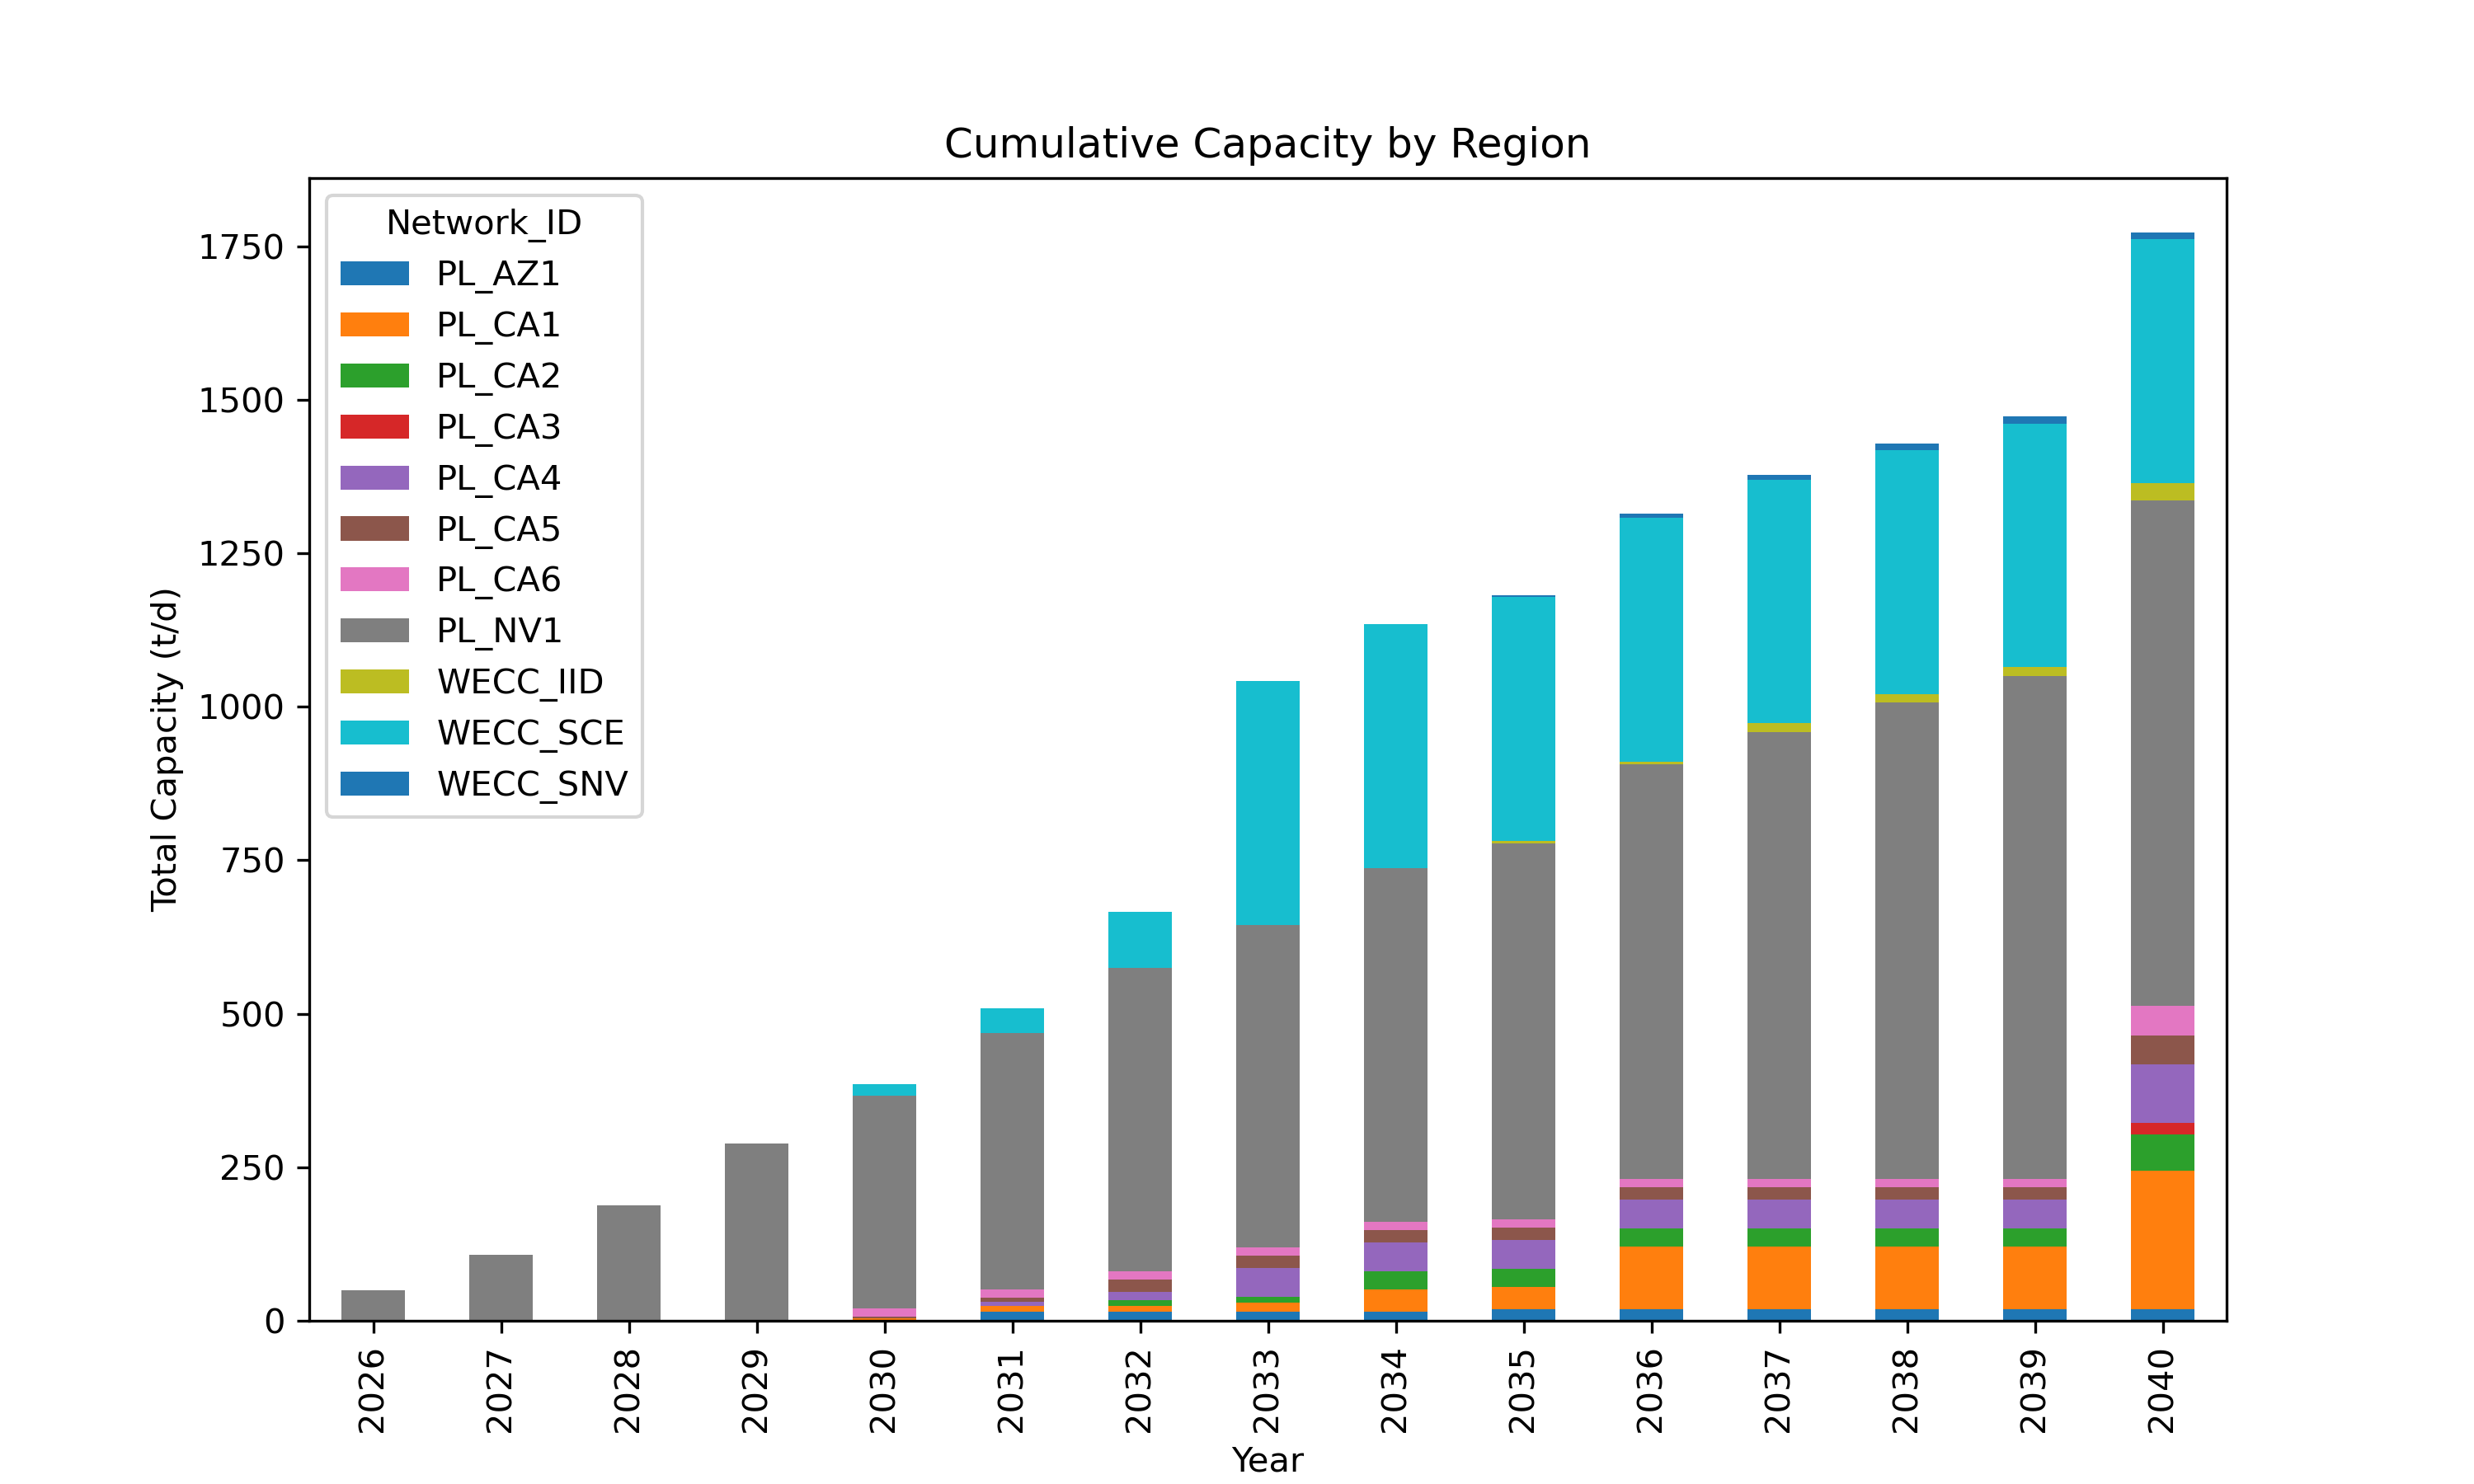 Cumulative Capacity by Region
Network_ID
PL_AZ1
PL_CA1
PL_CA2
PL_CA3
PL_CA4
PL_CA5
PL_CA6
PL_NV1
WECC_IID
WECC_SCE
WECC_SNV
Total Capacity (t/d)
1750
1500
1250
1000
750
500
250
0
2026
2027
2028
2029
2030
2031
2032
2033
2034
2035
2036
2037
2038
2039
2040
Year